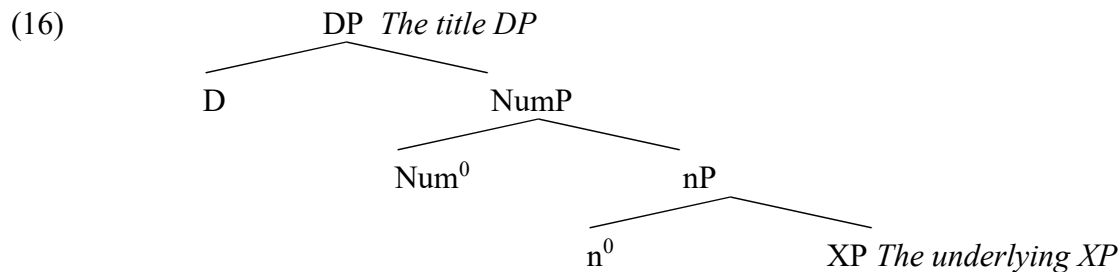 (16) DP The title DP
D NumP
Num⁰ nP
n⁰ XP The underlying XP